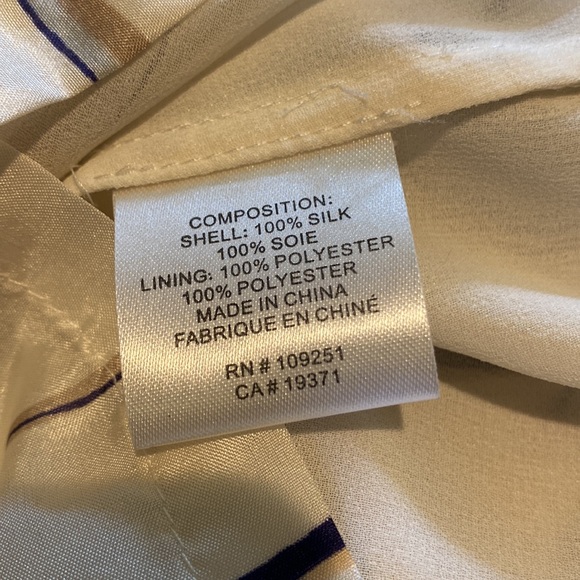 COMPOSITION:
SHELL: 100% SILK
100% SOIE
LINING: 100% POLYESTER
100% POLYESTER
MADE IN CHINA
FABRIQUE EN CHINÉ
RN # 109251
CA # 19371